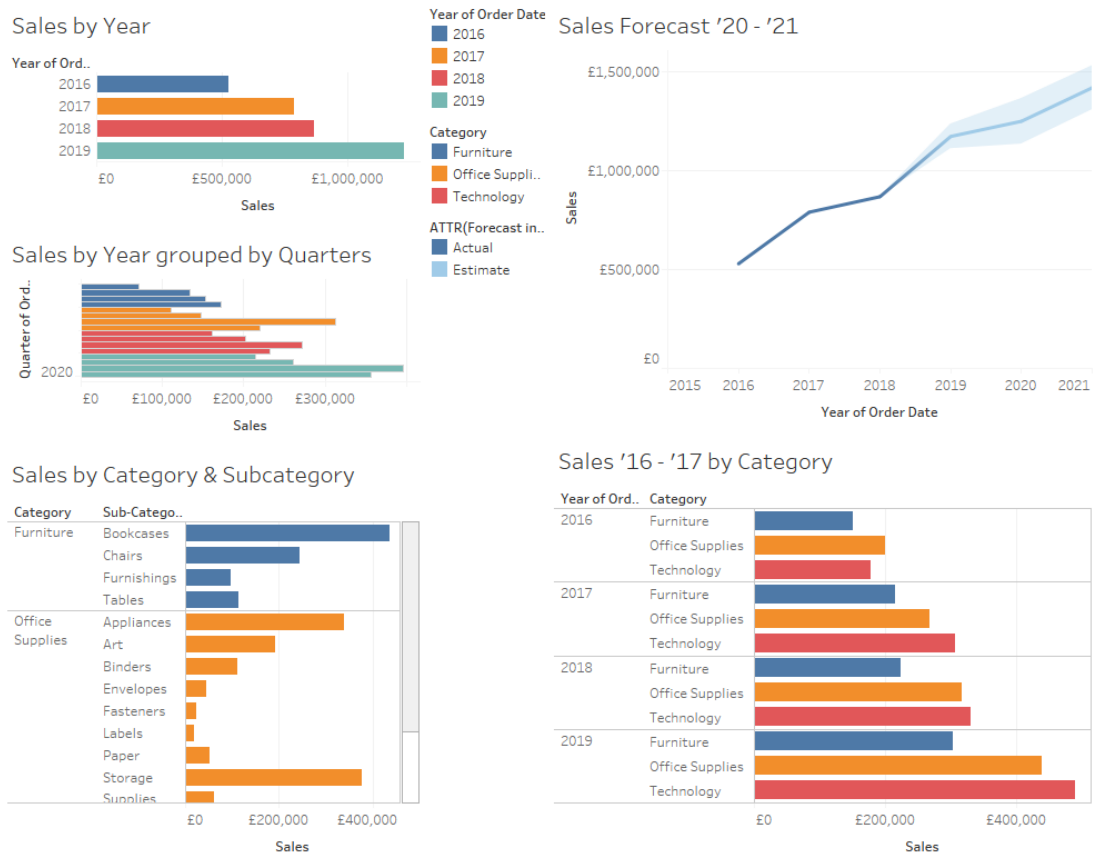 Sales by Year
Year of Ord..
2016
2017
2018
2019
£0 £500,000 £1,000,000
Sales
Year of Order Date
2016
2017
2018
2019
Category
Furniture
Office Suppli..
Technology
ATTR(Forecast in..
Actual
Estimate
Sales Forecast '20 - '21
£1,500,000
£1,000,000
£500,000
£0
Sales
2015 2016 2017 2018 2019 2020 2021
Year of Order Date
Sales by Year grouped by Quarters
Quarter of Ord..
2020
£0 £100,000 £200,000 £300,000
Sales
Sales by Category & Subcategory
Category Sub-Catego..
Furniture Bookcases
Chairs
Furnishings
Tables
Office Supplies Appliances
Art
Binders
Envelopes
Fasteners
Labels
Paper
Storage
Supplies
£0 £200,000 £400,000
Sales
Sales '16 - '17 by Category
Year of Ord.. Category
2016 Furniture
Office Supplies
Technology
2017 Furniture
Office Supplies
Technology
2018 Furniture
Office Supplies
Technology
2019 Furniture
Office Supplies
Technology
£0 £200,000 £400,000
Sales